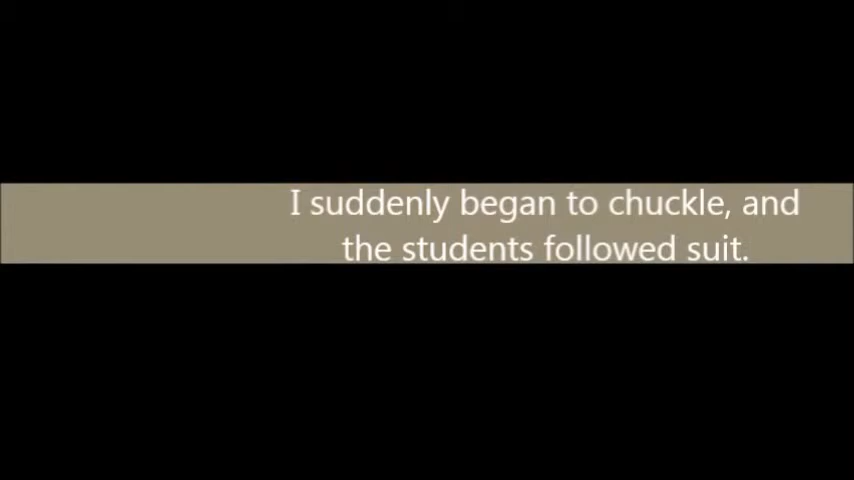 I suddenly began to chuckle, and
the students followed suit.